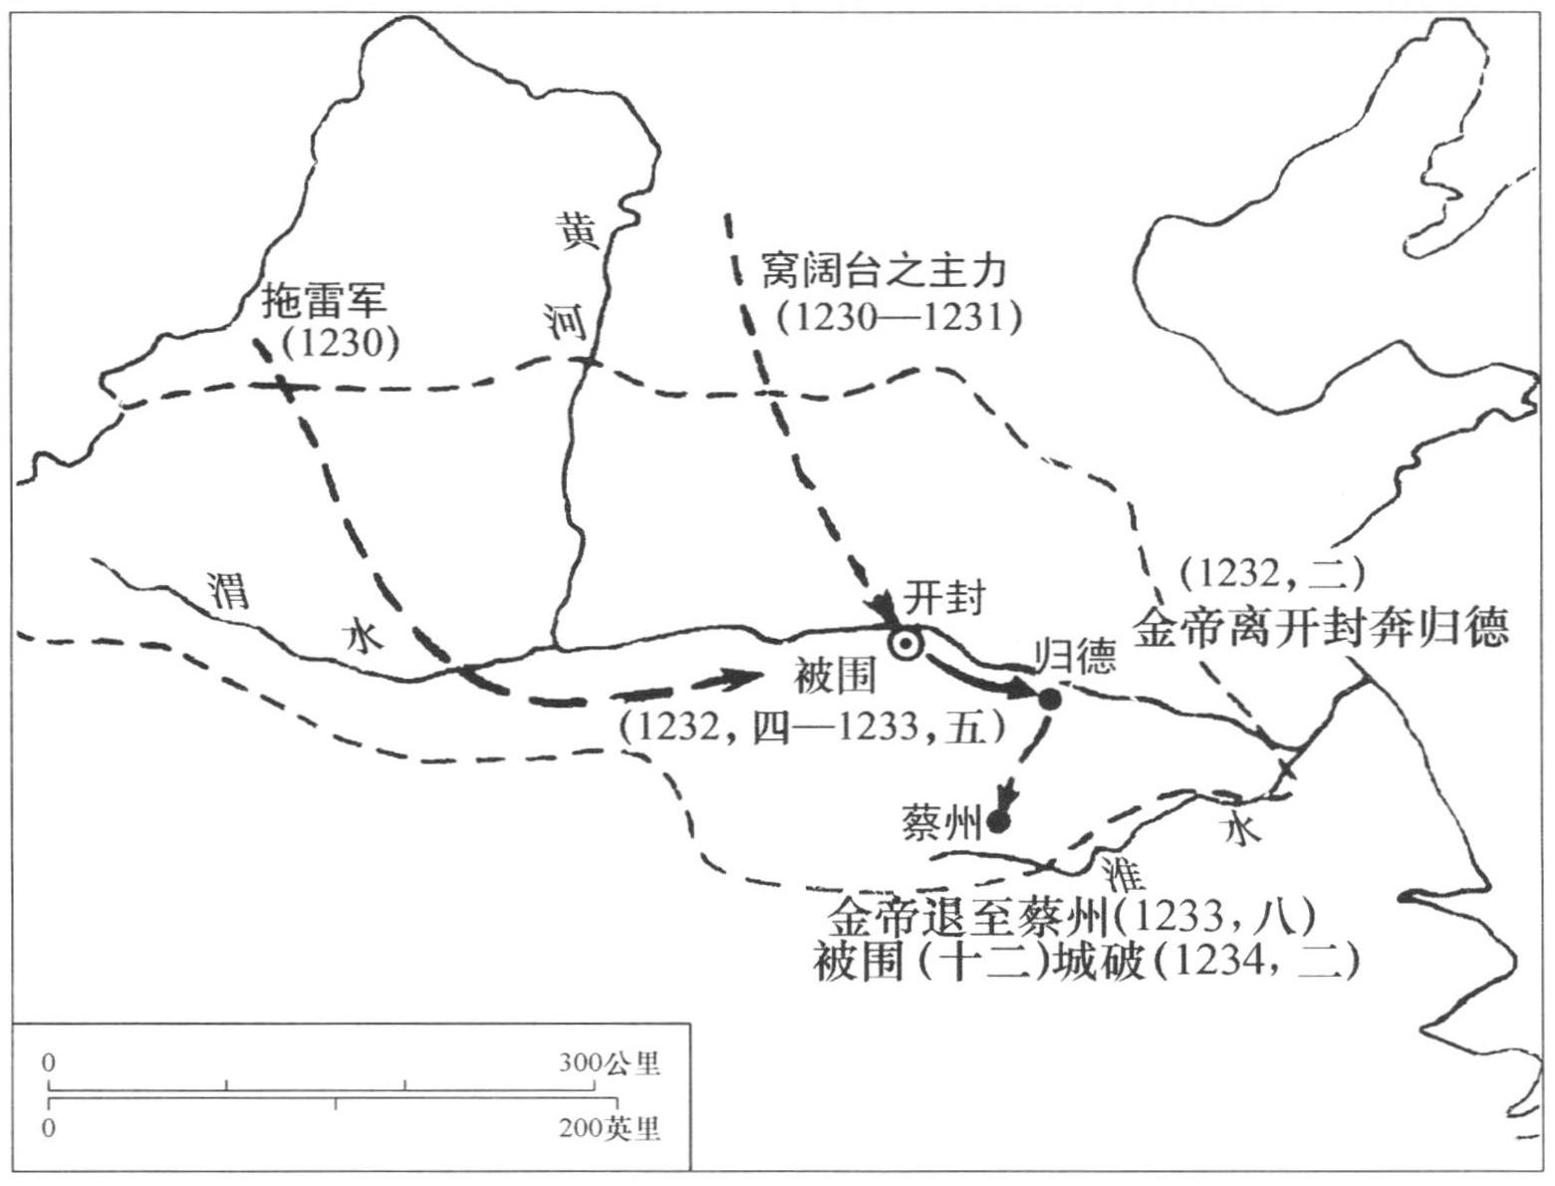 黄
河
窝阔台之主力
(1230—1231)
拖雷军
(1230)
渭
水
开封
(1232,二)
金帝离开封奔归德
归德
被围
(1232,四—1233,五)
蔡州
水
淮
金帝退至蔡州(1233,八)
被围(十二)城破(1234,二)
0
300公里
0
200英里